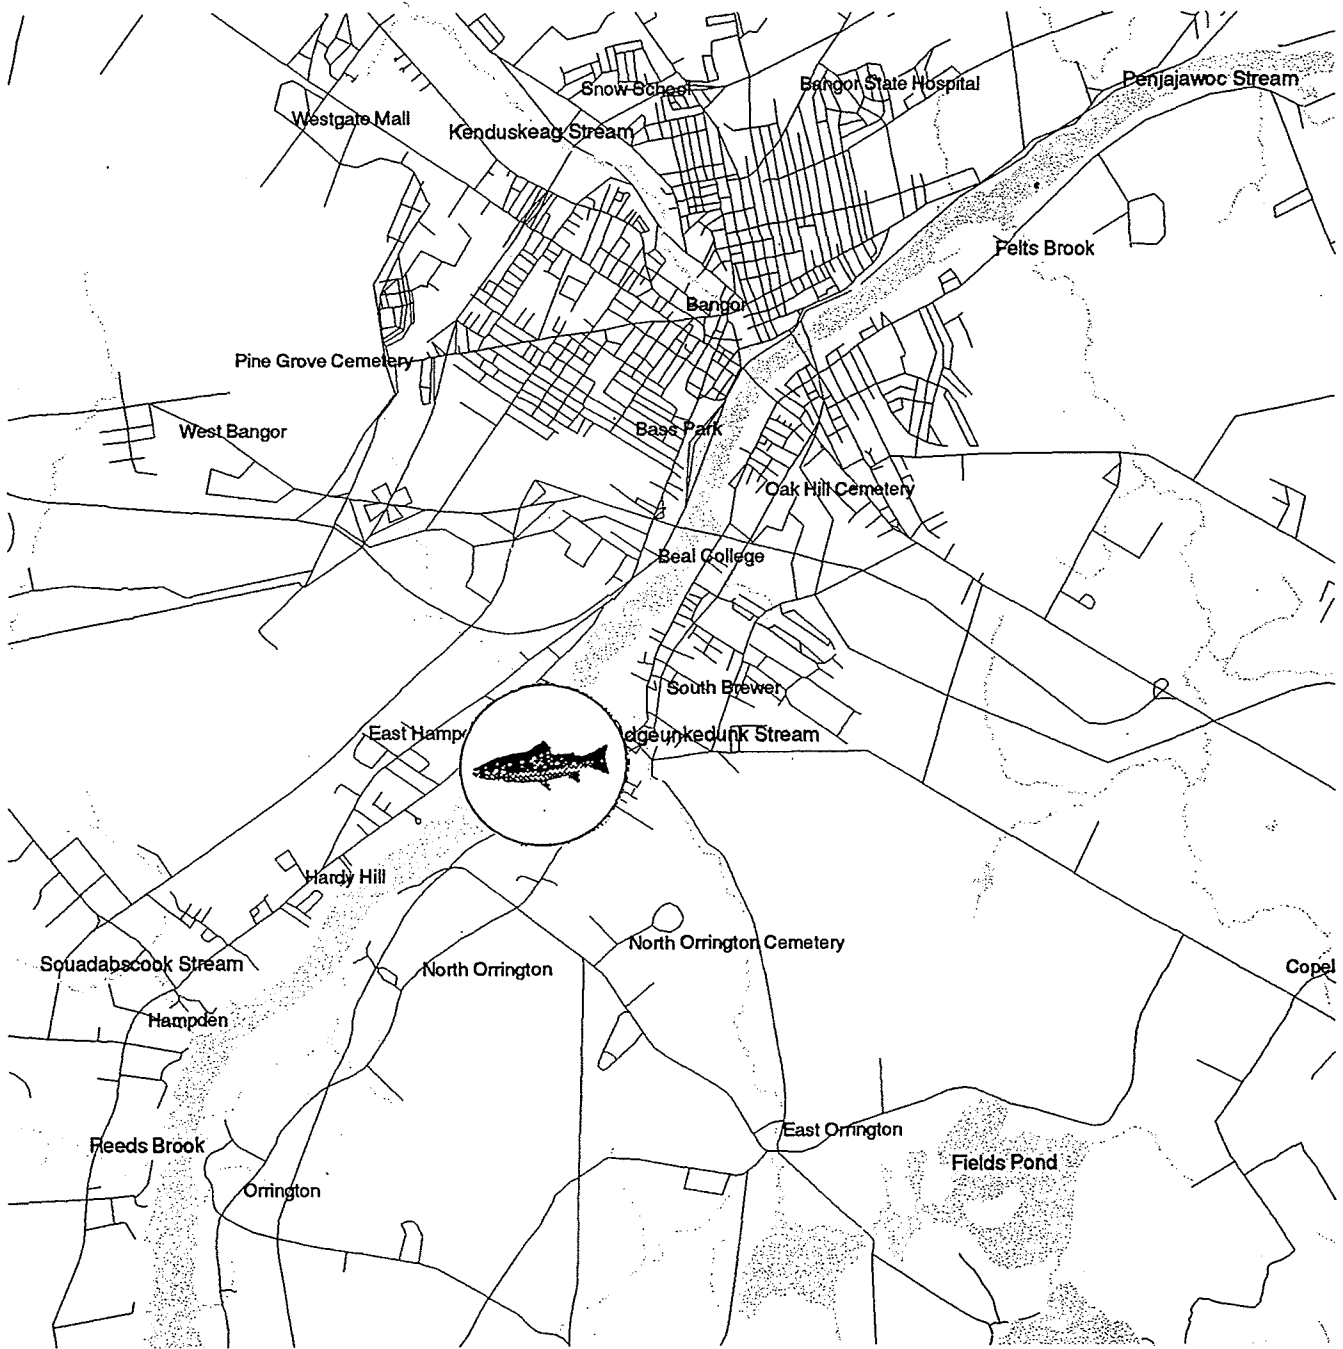 Penjajawoc Stream
Snow School
Bangor State Hospital
Westgate Mall
Kenduskeag Stream
Felts Brook
Bangor
Pine Grove Cemetery
West Bangor
Bass Park
Oak Hill Cemetery
Beal College
South Brewer
East Hamp
dgeunkedunk Stream
Hardy Hill
North Orrington Cemetery
Souadabscook Stream
North Orrington
Copel
Hampden
East Orrington
Reeds Brook
Fields Pond
Orrington